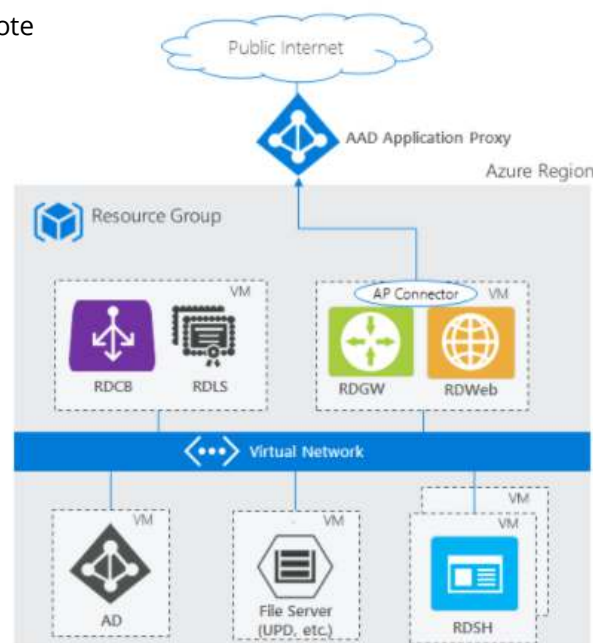 ote
Public Internet
AAD Application Proxy
Azure Region
Resource Group
VM
RDCB
RDLS
AP Connector
VM
RDGW
RDWeb
Virtual Network
VM
AD
VM
File Server
(UPD, etc.)
VM
VM
RDSH